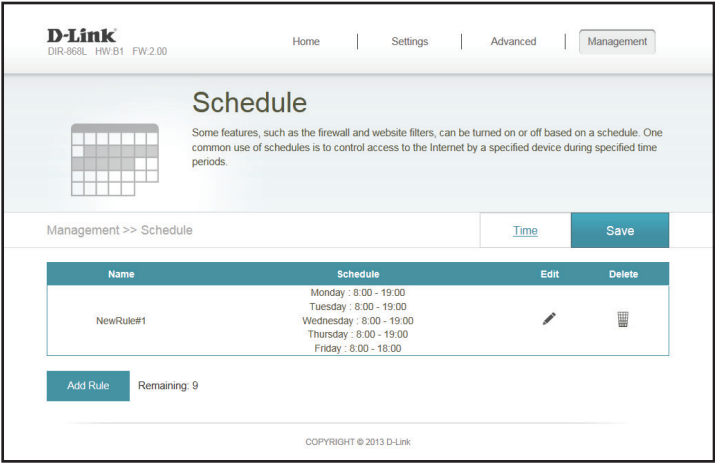 D-Link
DIR-868L HW:B1 FW:2.00
Home Settings Advanced Management
Schedule
Some features, such as the firewall and website filters, can be turned on or off based on a schedule. One
common use of schedules is to control access to the Internet by a specified device during specified time
periods.
Management >> Schedule Time Save
Name Schedule Edit Delete
Monday : 8:00 - 19:00
Tuesday : 8:00 - 19:00
NewRule#1 Wednesday : 8:00 - 19:00
Thursday : 8:00 - 19:00
Friday : 8:00 - 18:00
Add Rule Remaining: 9
COPYRIGHT © 2013 D-Link